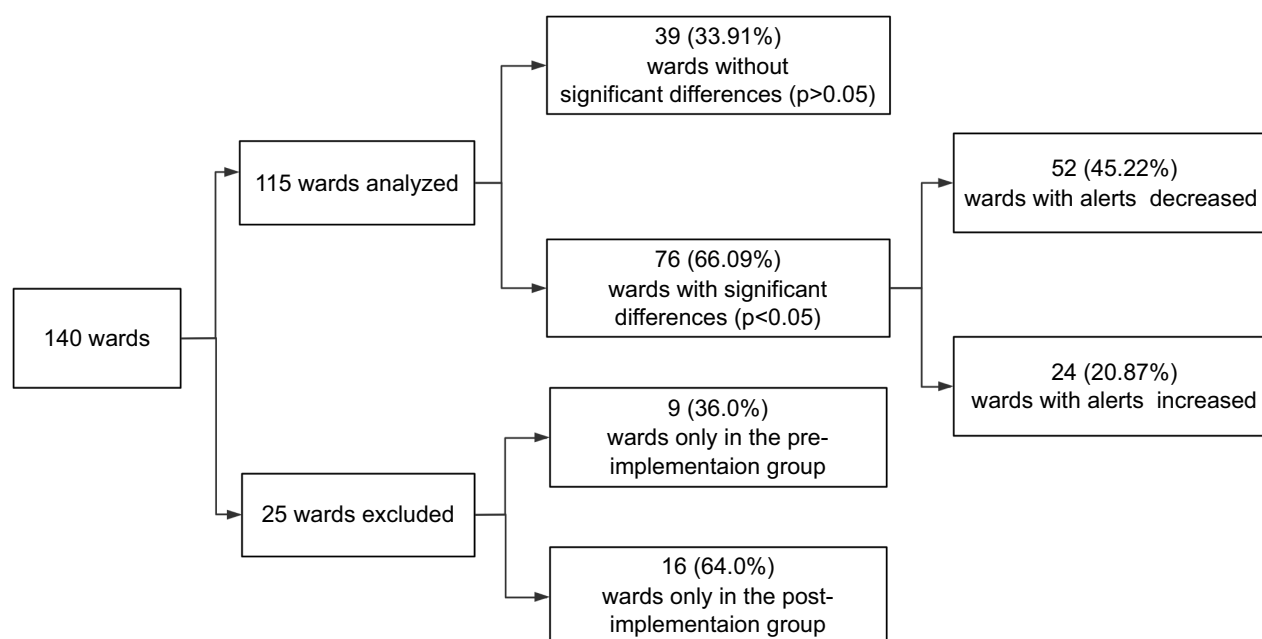 140 wards
115 wards analyzed
25 wards excluded
39 (33.91%)
wards without
significant differences (p>0.05)
76 (66.09%)
wards with significant
differences (p<0.05)
9 (36.0%)
wards only in the pre-
implementaion group
16 (64.0%)
wards only in the post-
implementaion group
52 (45.22%)
wards with alerts decreased
24 (20.87%)
wards with alerts increased